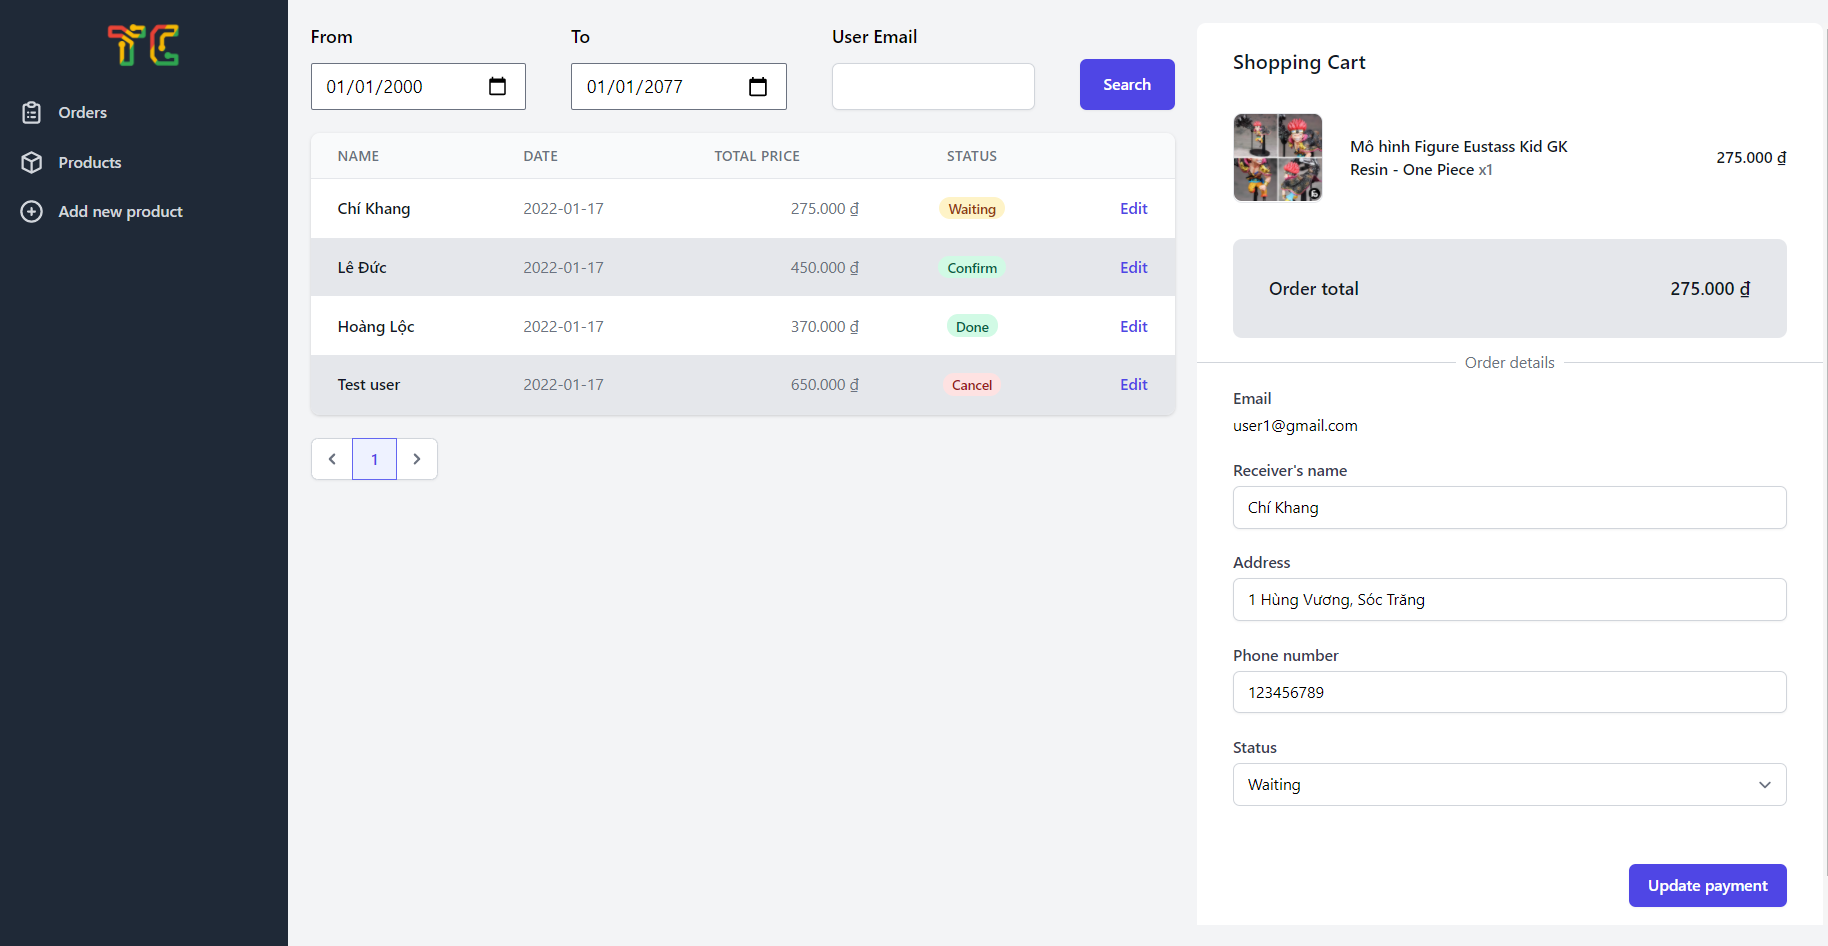 TC
Orders
Products
Add new product
From
To
User Email
01/01/2000
01/01/2077
Search
NAME
DATE
TOTAL PRICE
STATUS
Chí Khang
2022-01-17
275.000 ₫
Waiting
Edit
Lê Đức
2022-01-17
450.000 ₫
Confirm
Edit
Hoàng Lộc
2022-01-17
370.000 ₫
Done
Edit
Test user
2022-01-17
650.000 ₫
Cancel
Edit
1
Shopping Cart
Mô hình Figure Eustass Kid GK
Resin - One Piece x1
275.000 ₫
Order total
275.000 ₫
Order details
Email
user1@gmail.com
Receiver's name
Chí Khang
Address
1 Hùng Vương, Sóc Trăng
Phone number
123456789
Status
Waiting
Update payment